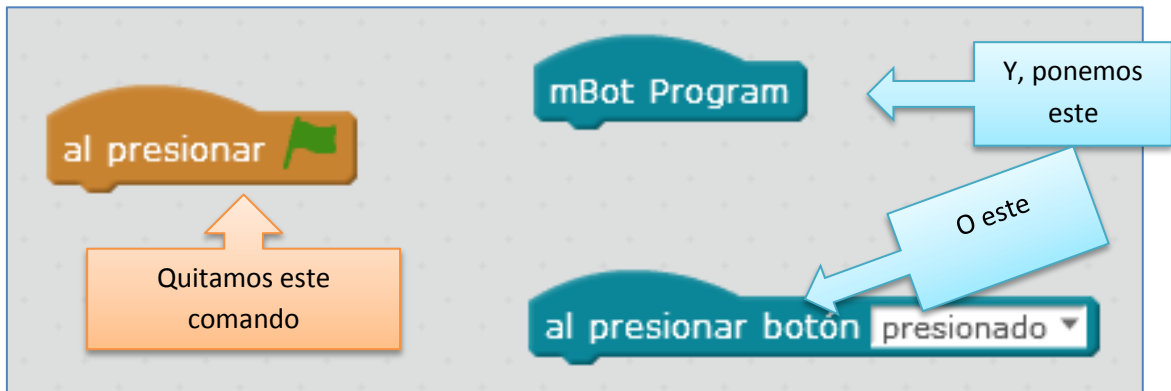 al presionar
Quitamos este
comando
mBot Program
Y, ponemos
este
O este
al presionar botón presionado